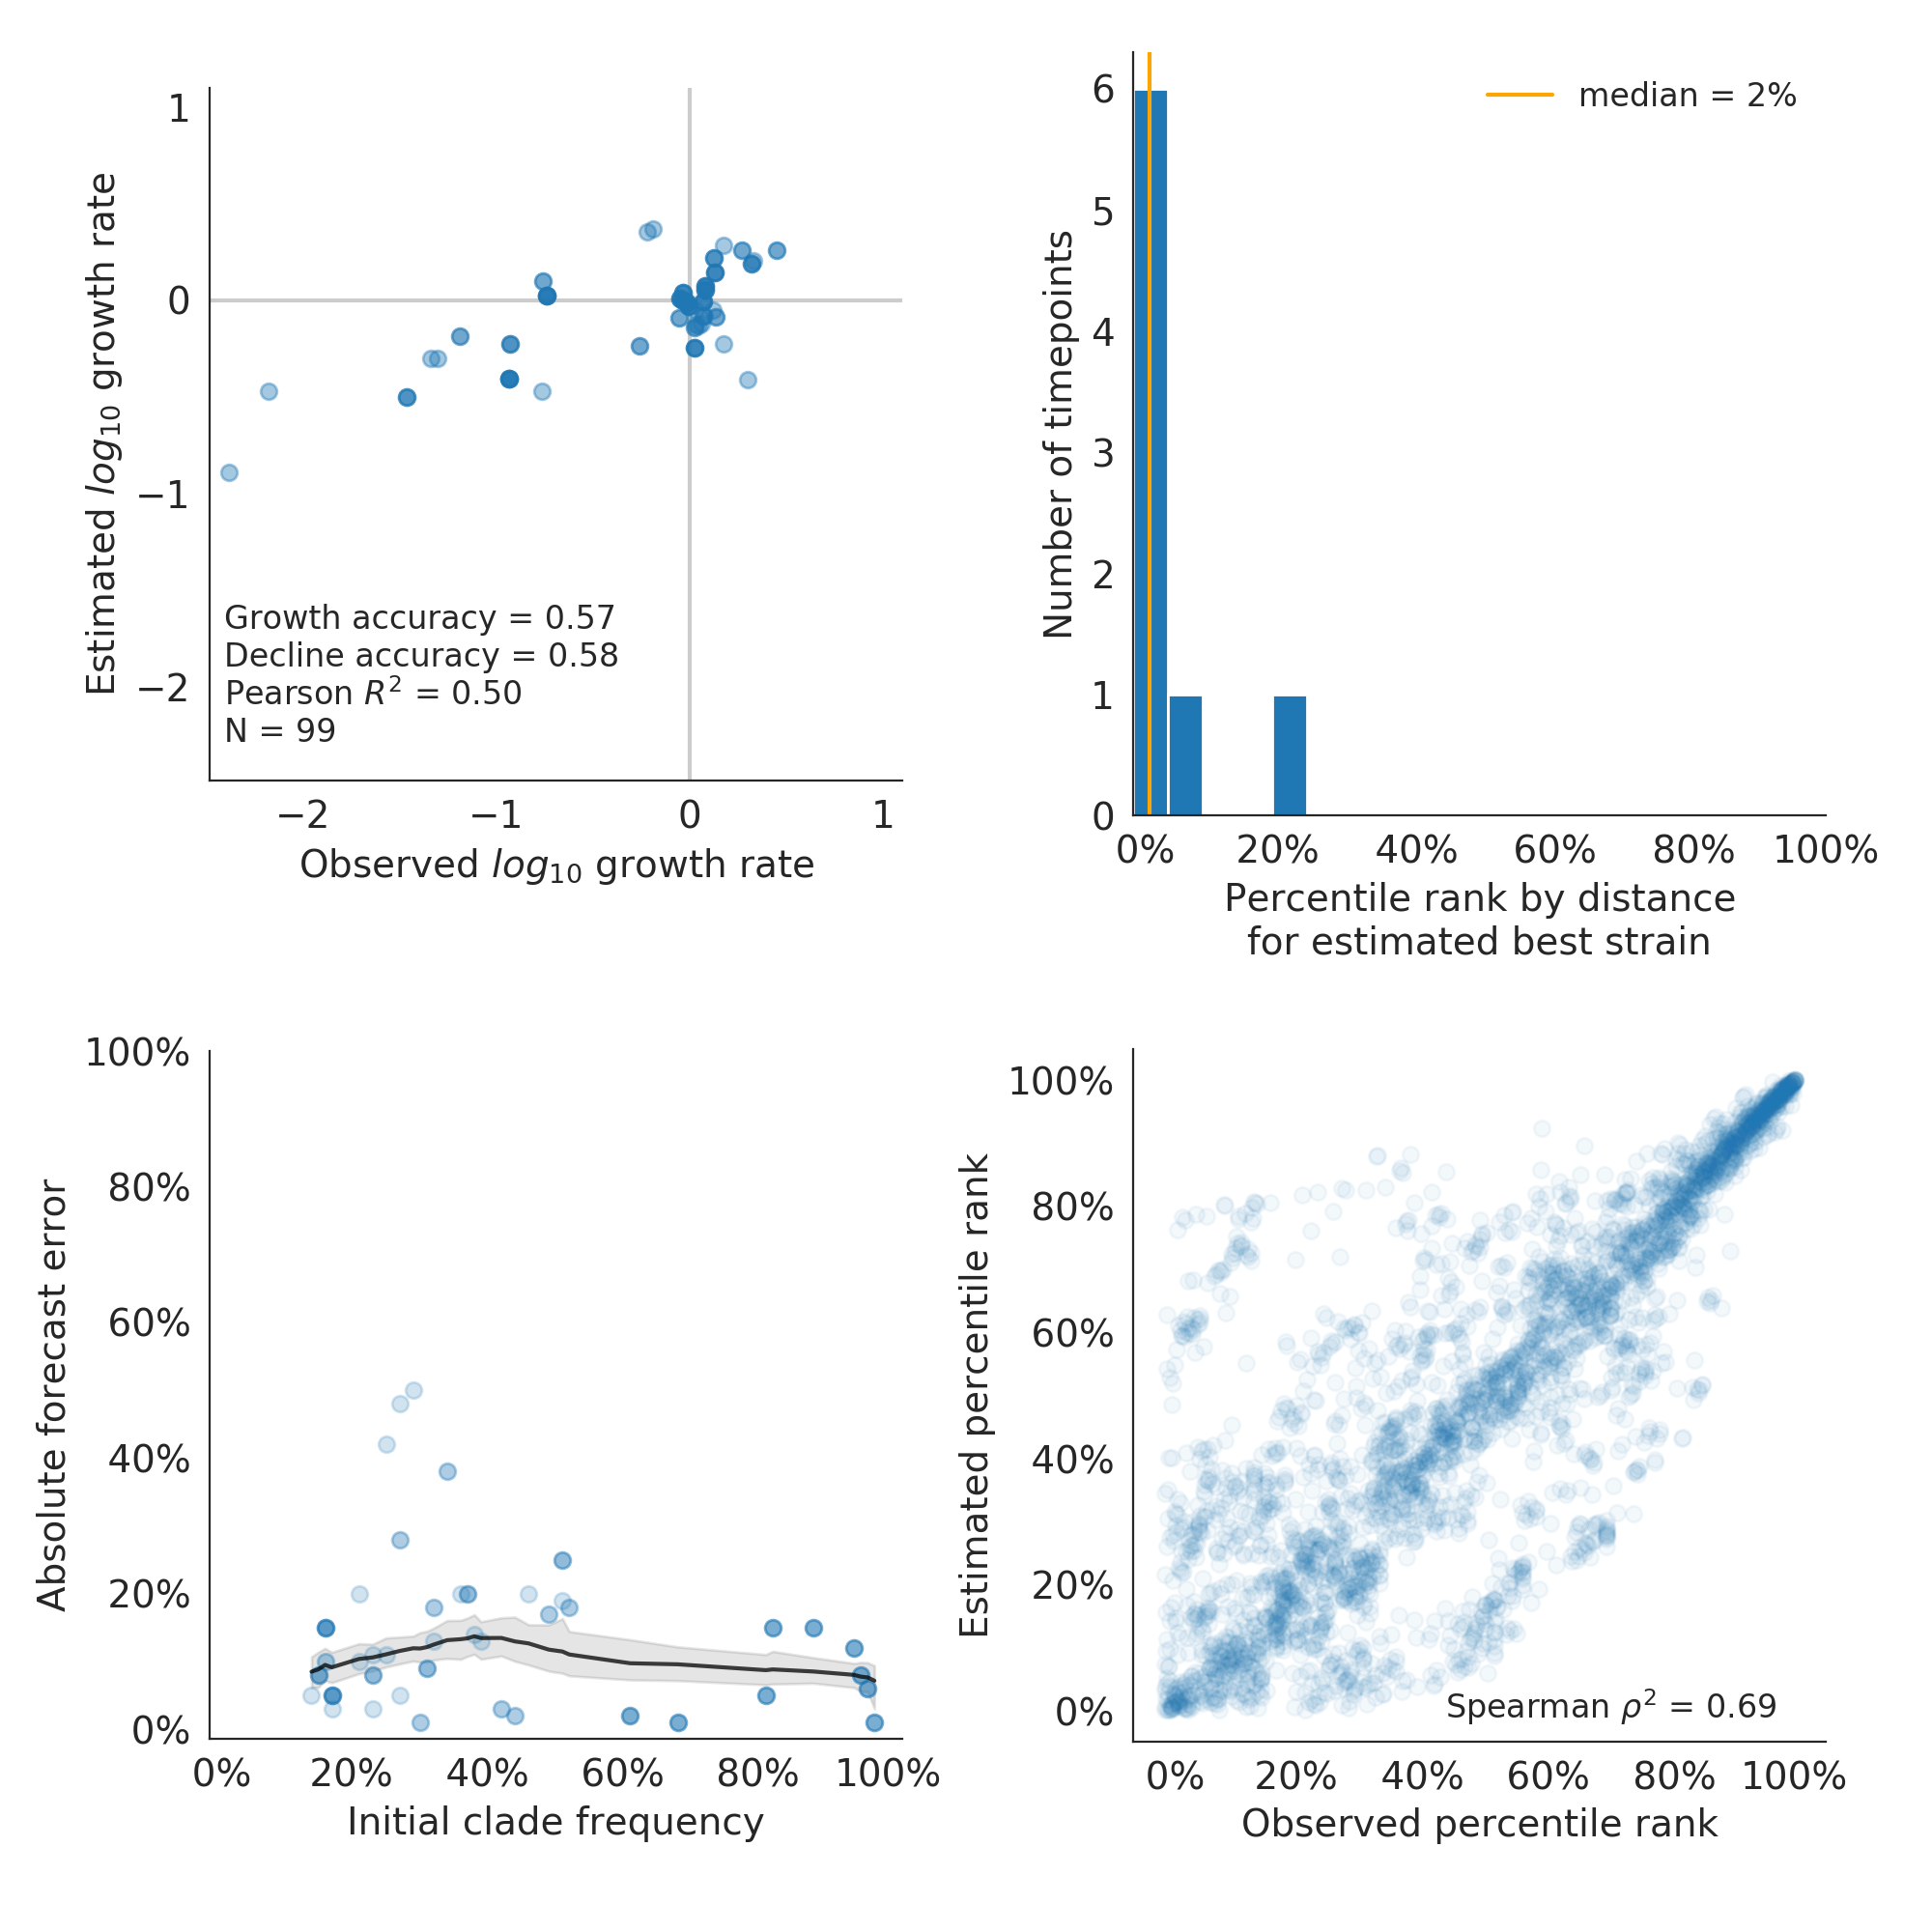 1
0
−1
−2
Estimated log10 growth rate
Growth accuracy = 0.57
Decline accuracy = 0.58
Pearson R² = 0.50
N = 99
−2 −1 0 1
Observed log10 growth rate
6
5
4
3
2
1
0
Number of timepoints
median = 2%
0% 20% 40% 60% 80% 100%
Percentile rank by distance
for estimated best strain
100%
80%
60%
40%
20%
0%
Absolute forecast error
0% 20% 40% 60% 80% 100%
Initial clade frequency
100%
80%
60%
40%
20%
0%
Estimated percentile rank
Spearman ρ² = 0.69
0% 20% 40% 60% 80% 100%
Observed percentile rank